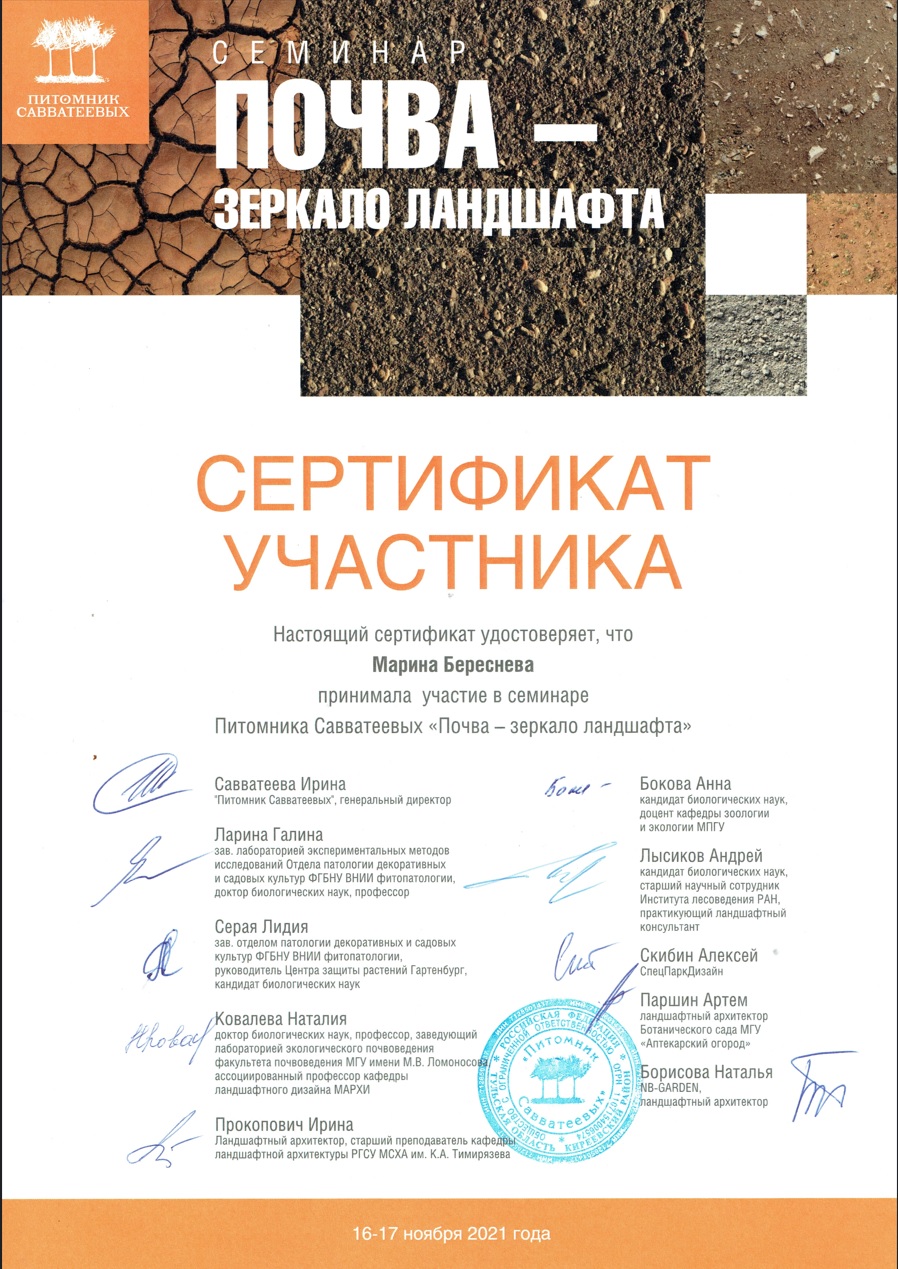 ПИТОМНИК
САВВАТЕЕВЫХ
СЕМИНАР
ПОЧВА –
ЗЕРКАЛО ЛАНДШАФТА
СЕРТИФИКАТ
УЧАСТНИКА
Настоящий сертификат удостоверяет, что
Марина Береснева
принимала участие в семинаре
Питомника Савватеевых «Почва – зеркало ландшафта»
Савватеева Ирина
"Питомник Савватеевых", генеральный директор
Ларина Галина
зав. лабораторией экспериментальных методов
исследований Отдела патологии декоративных
и садовых культур ФГБНУ ВНИИ фитопатологии,
доктор биологических наук, профессор
Серая Лидия
зав. отделом патологии декоративных и садовых
культур ФГБНУ ВНИИ фитопатологии,
руководитель Центра защиты растений Гартенбург,
кандидат биологических наук
Ковалева Наталия
доктор биологических наук, профессор, заведующий
лабораторией экологического почвоведения
факультета почвоведения МГУ имени М.В. Ломоносова,
ассоциированный профессор кафедры
ландшафтного дизайна МАРХИ
Прокопович Ирина
Ландшафтный архитектор, старший преподаватель кафедры
ландшафтной архитектуры РГСУ МСХА им. К.А. Тимирязева
Бокова Анна
кандидат биологических наук,
доцент кафедры зоологии
и экологии МПГУ
Лысиков Андрей
кандидат биологических наук,
старший научный сотрудник
Института лесоведения РАН,
практикующий ландшафтный
консультант
Скибин Алексей
СпецПаркДизайн
Паршин Артем
ландшафтный архитектор
Ботанического сада МГУ
«Аптекарский огород»
Борисова Наталья
NB-GARDEN,
ландшафтный архитектор
РОССИЙСКАЯ ФЕДЕРАЦИЯ
С ОГРАНИЧЕННОЙ ОТВЕТСТВЕННОСТЬЮ
«Питомник
Савватеевых»
16-17 ноября 2021 года